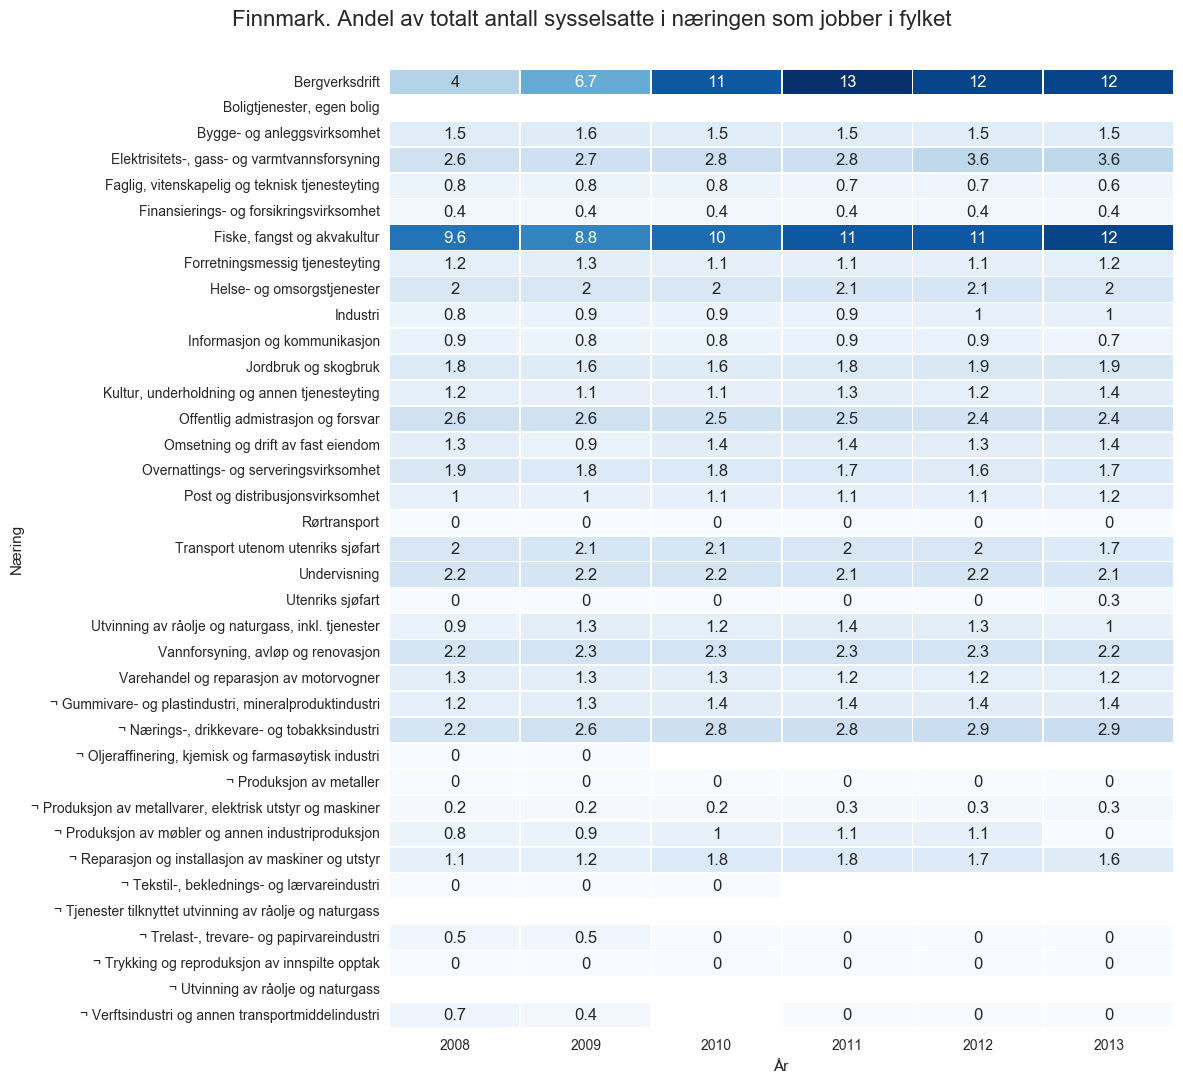 Finnmark. Andel av totalt antall sysselsatte i næringen som jobber i fylket
Bergverksdrift 4 6.7 11 13 12 12
Boligtjenester, egen bolig
Bygge- og anleggsvirksomhet 1.5 1.6 1.5 1.5 1.5 1.5
Elektrisitets-, gass- og varmtvannsforsyning 2.6 2.7 2.8 2.8 3.6 3.6
Faglig, vitenskapelig og teknisk tjenesteyting 0.8 0.8 0.8 0.7 0.7 0.6
Finansierings- og forsikringsvirksomhet 0.4 0.4 0.4 0.4 0.4 0.4
Fiske, fangst og akvakultur 9.6 8.8 10 11 11 12
Forretningsmessig tjenesteyting 1.2 1.3 1.1 1.1 1.1 1.2
Helse- og omsorgstjenester 2 2 2 2.1 2.1 2
Industri 0.8 0.9 0.9 0.9 1 1
Informasjon og kommunikasjon 0.9 0.8 0.8 0.9 0.9 0.7
Jordbruk og skogbruk 1.8 1.6 1.6 1.8 1.9 1.9
Kultur, underholdning og annen tjenesteyting 1.2 1.1 1.1 1.3 1.2 1.4
Offentlig admistrasjon og forsvar 2.6 2.6 2.5 2.5 2.4 2.4
Omsetning og drift av fast eiendom 1.3 0.9 1.4 1.4 1.3 1.4
Overnattings- og serveringsvirksomhet 1.9 1.8 1.8 1.7 1.6 1.7
Post og distribusjonsvirksomhet 1 1 1.1 1.1 1.1 1.2
Rørtransport 0 0 0 0 0 0
Transport utenom utenriks sjøfart 2 2.1 2.1 2 2 1.7
Undervisning 2.2 2.2 2.2 2.1 2.2 2.1
Utenriks sjøfart 0 0 0 0 0 0.3
Utvinning av råolje og naturgass, inkl. tjenester 0.9 1.3 1.2 1.4 1.3 1
Vannforsyning, avløp og renovasjon 2.2 2.3 2.3 2.3 2.3 2.2
Varehandel og reparasjon av motorvogner 1.3 1.3 1.3 1.2 1.2 1.2
¬ Gummivare- og plastindustri, mineralproduktindustri 1.2 1.3 1.4 1.4 1.4 1.4
¬ Nærings-, drikkevare- og tobakksindustri 2.2 2.6 2.8 2.8 2.9 2.9
¬ Oljeraffinering, kjemisk og farmasøytisk industri 0 0
¬ Produksjon av metaller 0 0 0 0 0 0
¬ Produksjon av metallvarer, elektrisk utstyr og maskiner 0.2 0.2 0.2 0.3 0.3 0.3
¬ Produksjon av møbler og annen industriproduksjon 0.8 0.9 1 1.1 1.1 0
¬ Reparasjon og installasjon av maskiner og utstyr 1.1 1.2 1.8 1.8 1.7 1.6
¬ Tekstil-, beklednings- og lærvareindustri 0 0 0
¬ Tjenester tilknyttet utvinning av råolje og naturgass
¬ Trelast-, trevare- og papirvareindustri 0.5 0.5 0 0 0 0
¬ Trykking og reproduksjon av innspilte opptak 0 0 0 0 0 0
¬ Utvinning av råolje og naturgass
¬ Verftsindustri og annen transportmiddelindustri 0.7 0.4 0 0 0
2008 2009 2010 2011 2012 2013
År
Næring